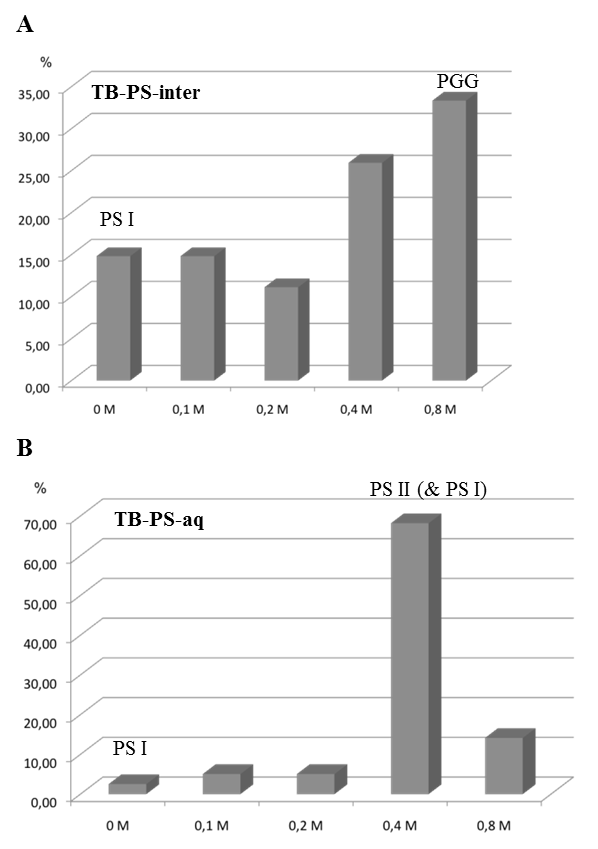 A
%
TB-PS-inter
PGG
PS I
35,00
30,00
25,00
20,00
15,00
10,00
5,00
0,00
0 M 0,1 M 0,2 M 0,4 M 0,8 M
B
%
PS II (& PS I)
TB-PS-aq
PS I
70,00
60,00
50,00
40,00
30,00
20,00
10,00
0,00
0 M 0,1 M 0,2 M 0,4 M 0,8 M